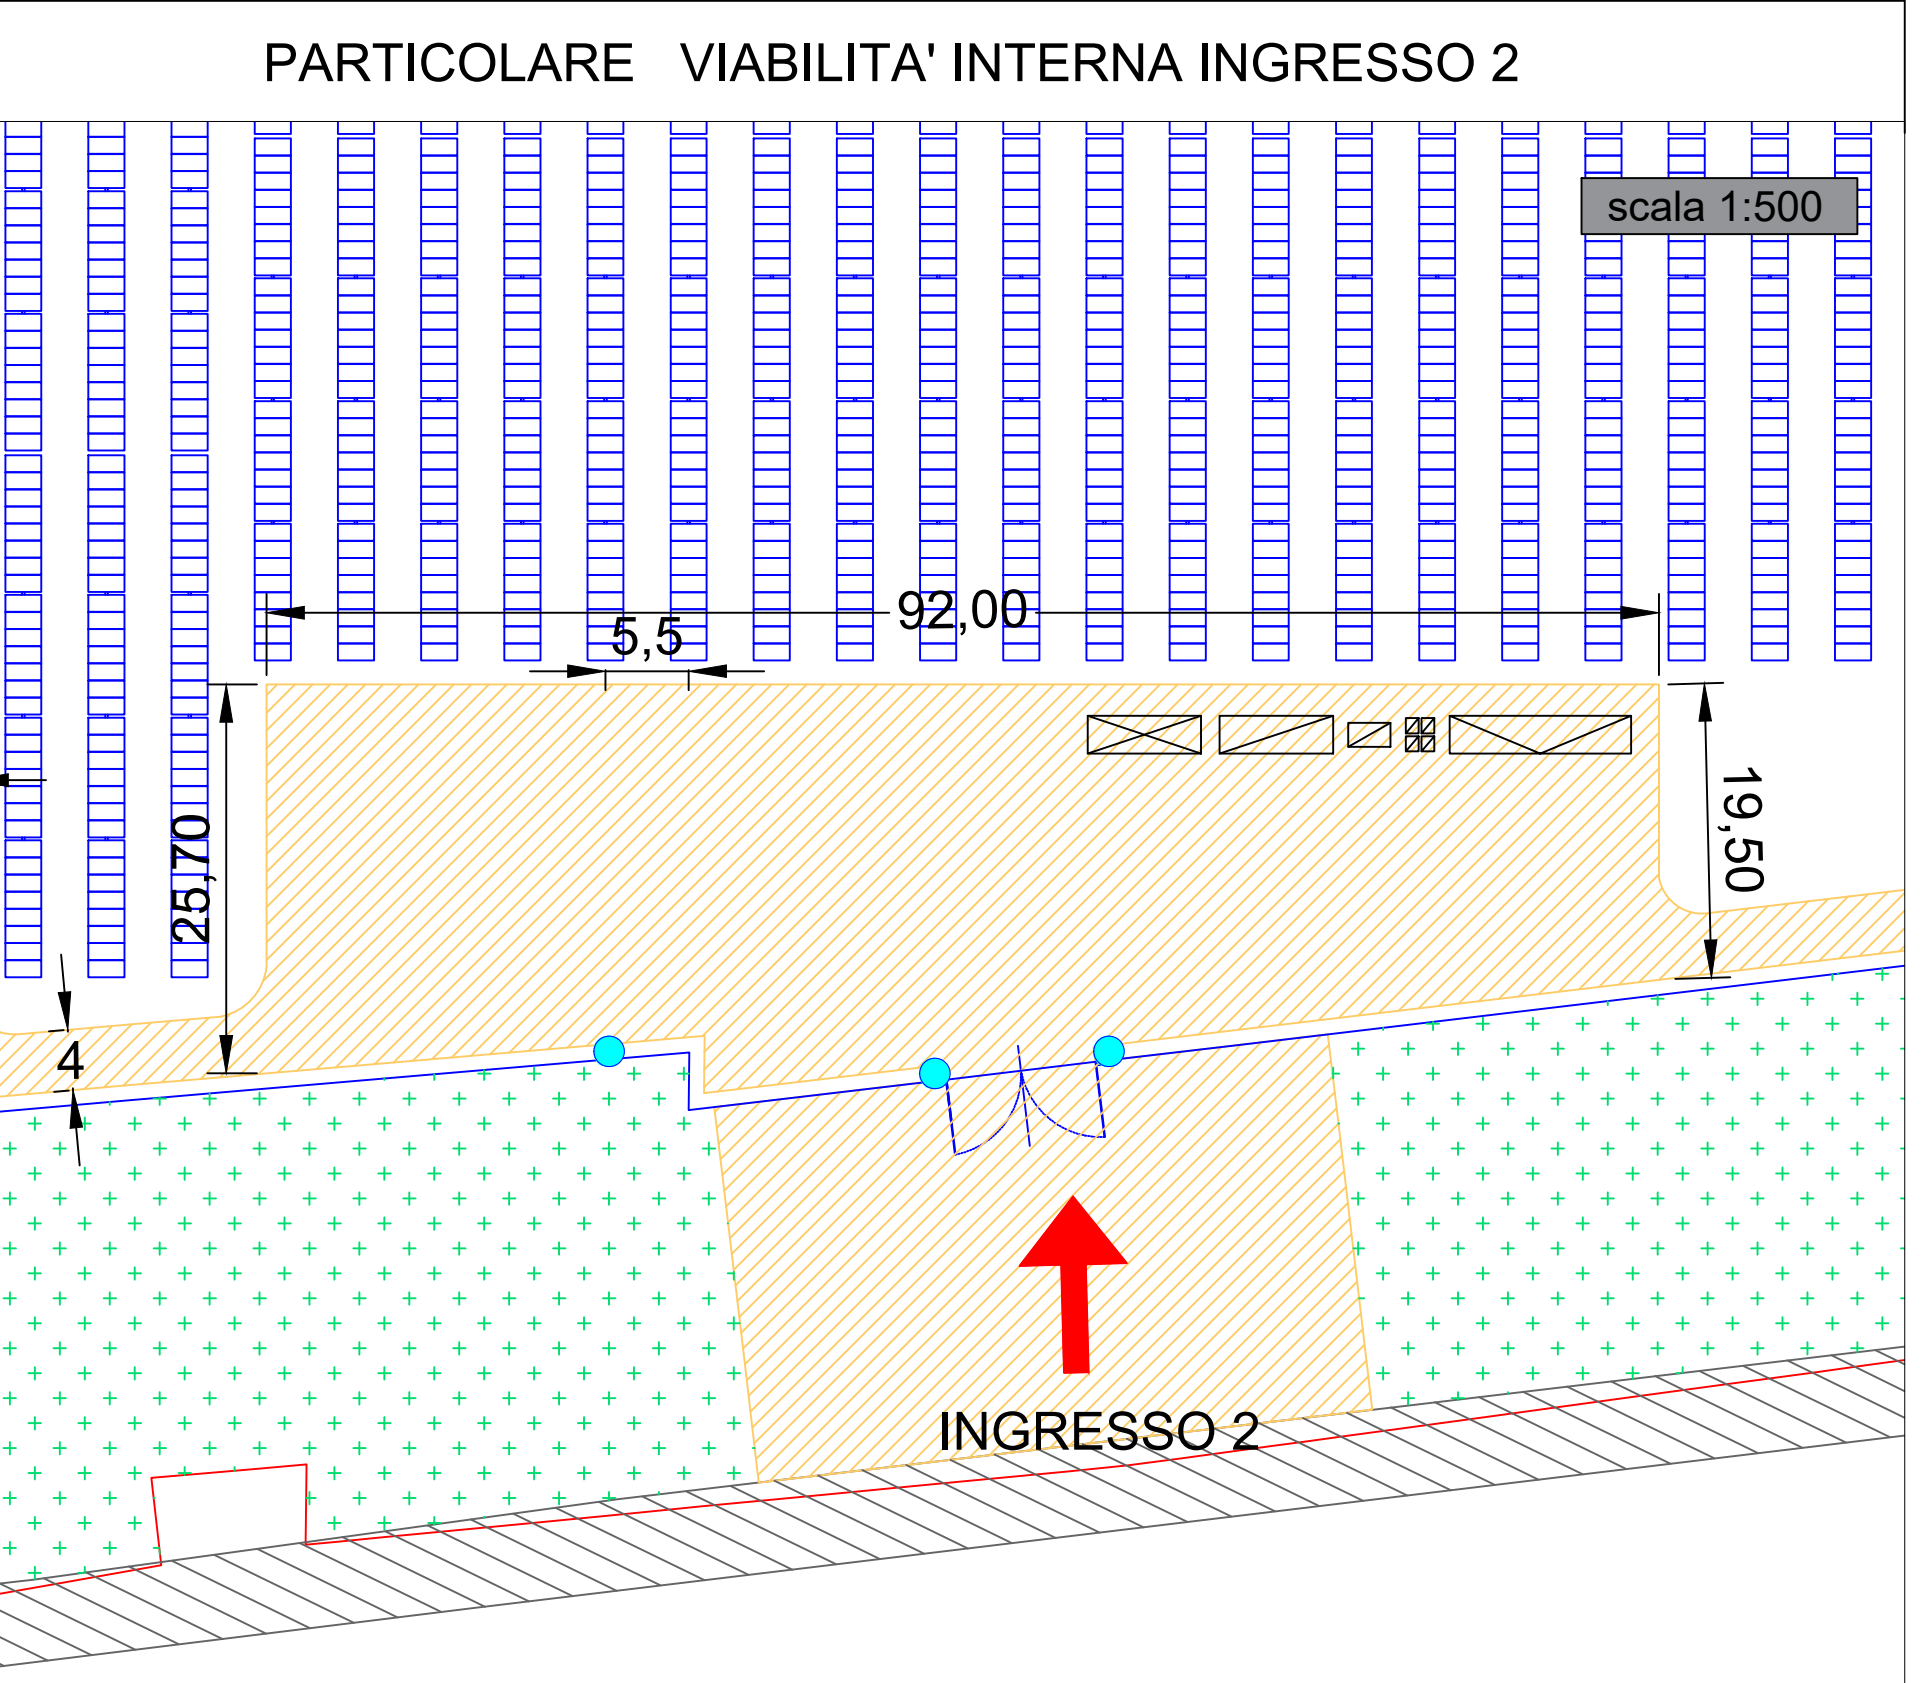 PARTICOLARE VIABILITA' INTERNA INGRESSO 2
scala 1:500
92,00
5,5
25,70
19,50
4
INGRESSO 2